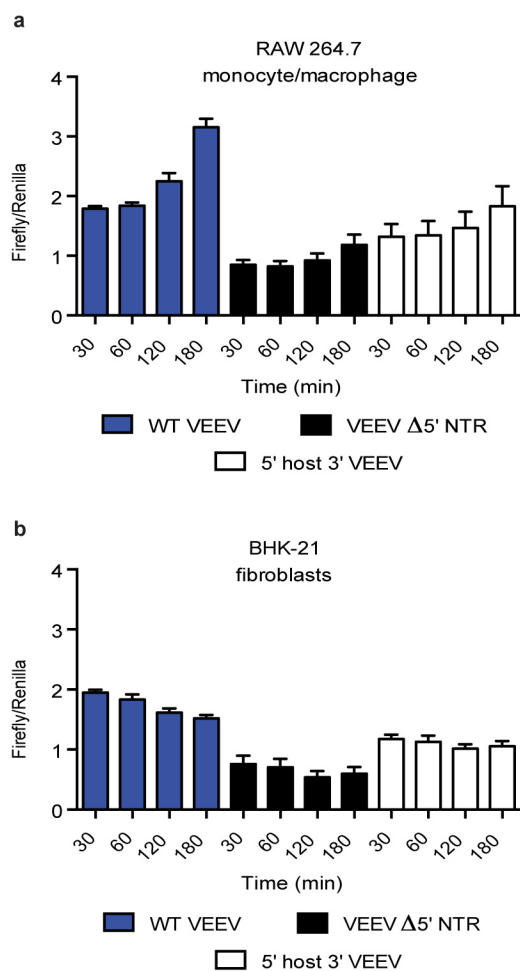 a
RAW 264.7
monocyte/macrophage
Firefly/Renilla
4
3
2
1
0
30 60 120 180 30 60 120 180 30 60 120 180
Time (min)
WT VEEV VEEV Δ5' NTR
5' host 3' VEEV
b
BHK-21
fibroblasts
Firefly/Renilla
4
3
2
1
0
30 60 120 180 30 60 120 180 30 60 120 180
Time (min)
WT VEEV VEEV Δ5' NTR
5' host 3' VEEV